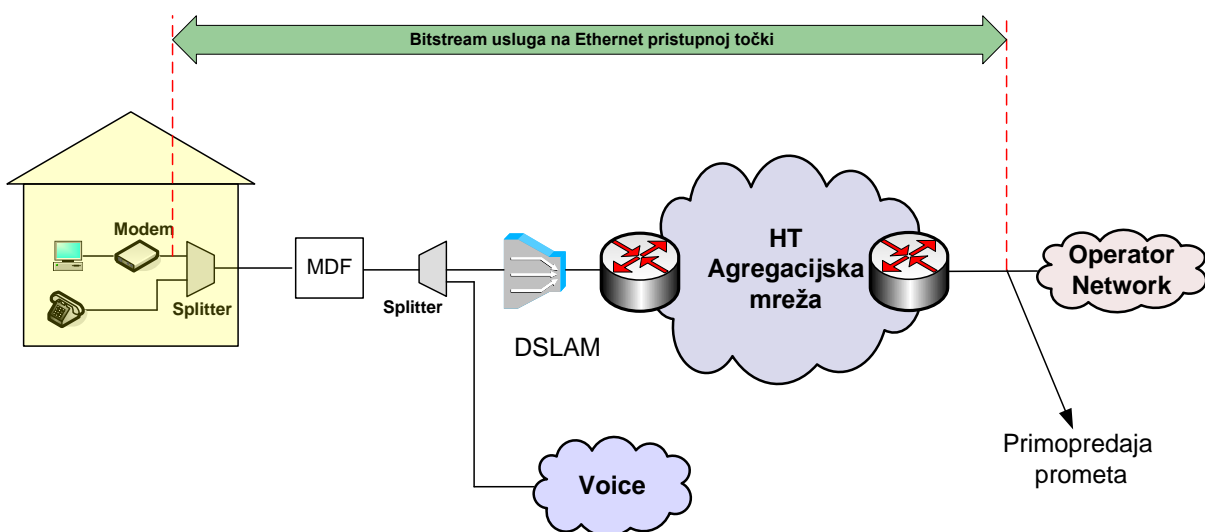 Bitstream usluga na Ethernet pristupnoj točki
Modem
Splitter
MDF
Splitter
DSLAM
HT
Agregacijska
mreža
Operator
Network
Voice
Primopredaja
prometa